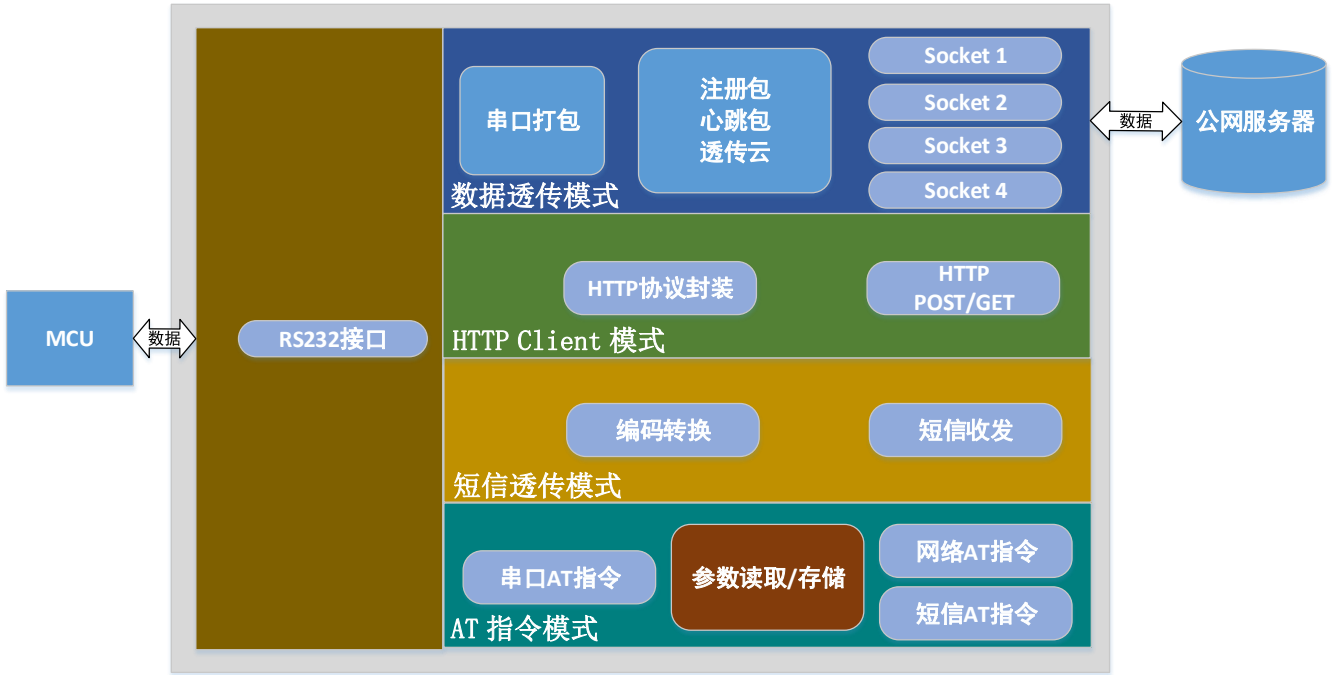 MCU
数据
RS232接口
串口打包
注册包
心跳包
透传云
Socket 1
Socket 2
Socket 3
Socket 4
数据透传模式
HTTP协议封装
HTTP
POST/GET
HTTP Client 模式
编码转换
短信收发
短信透传模式
串口AT指令
参数读取/存储
网络AT指令
短信AT指令
AT 指令模式
数据
公网服务器